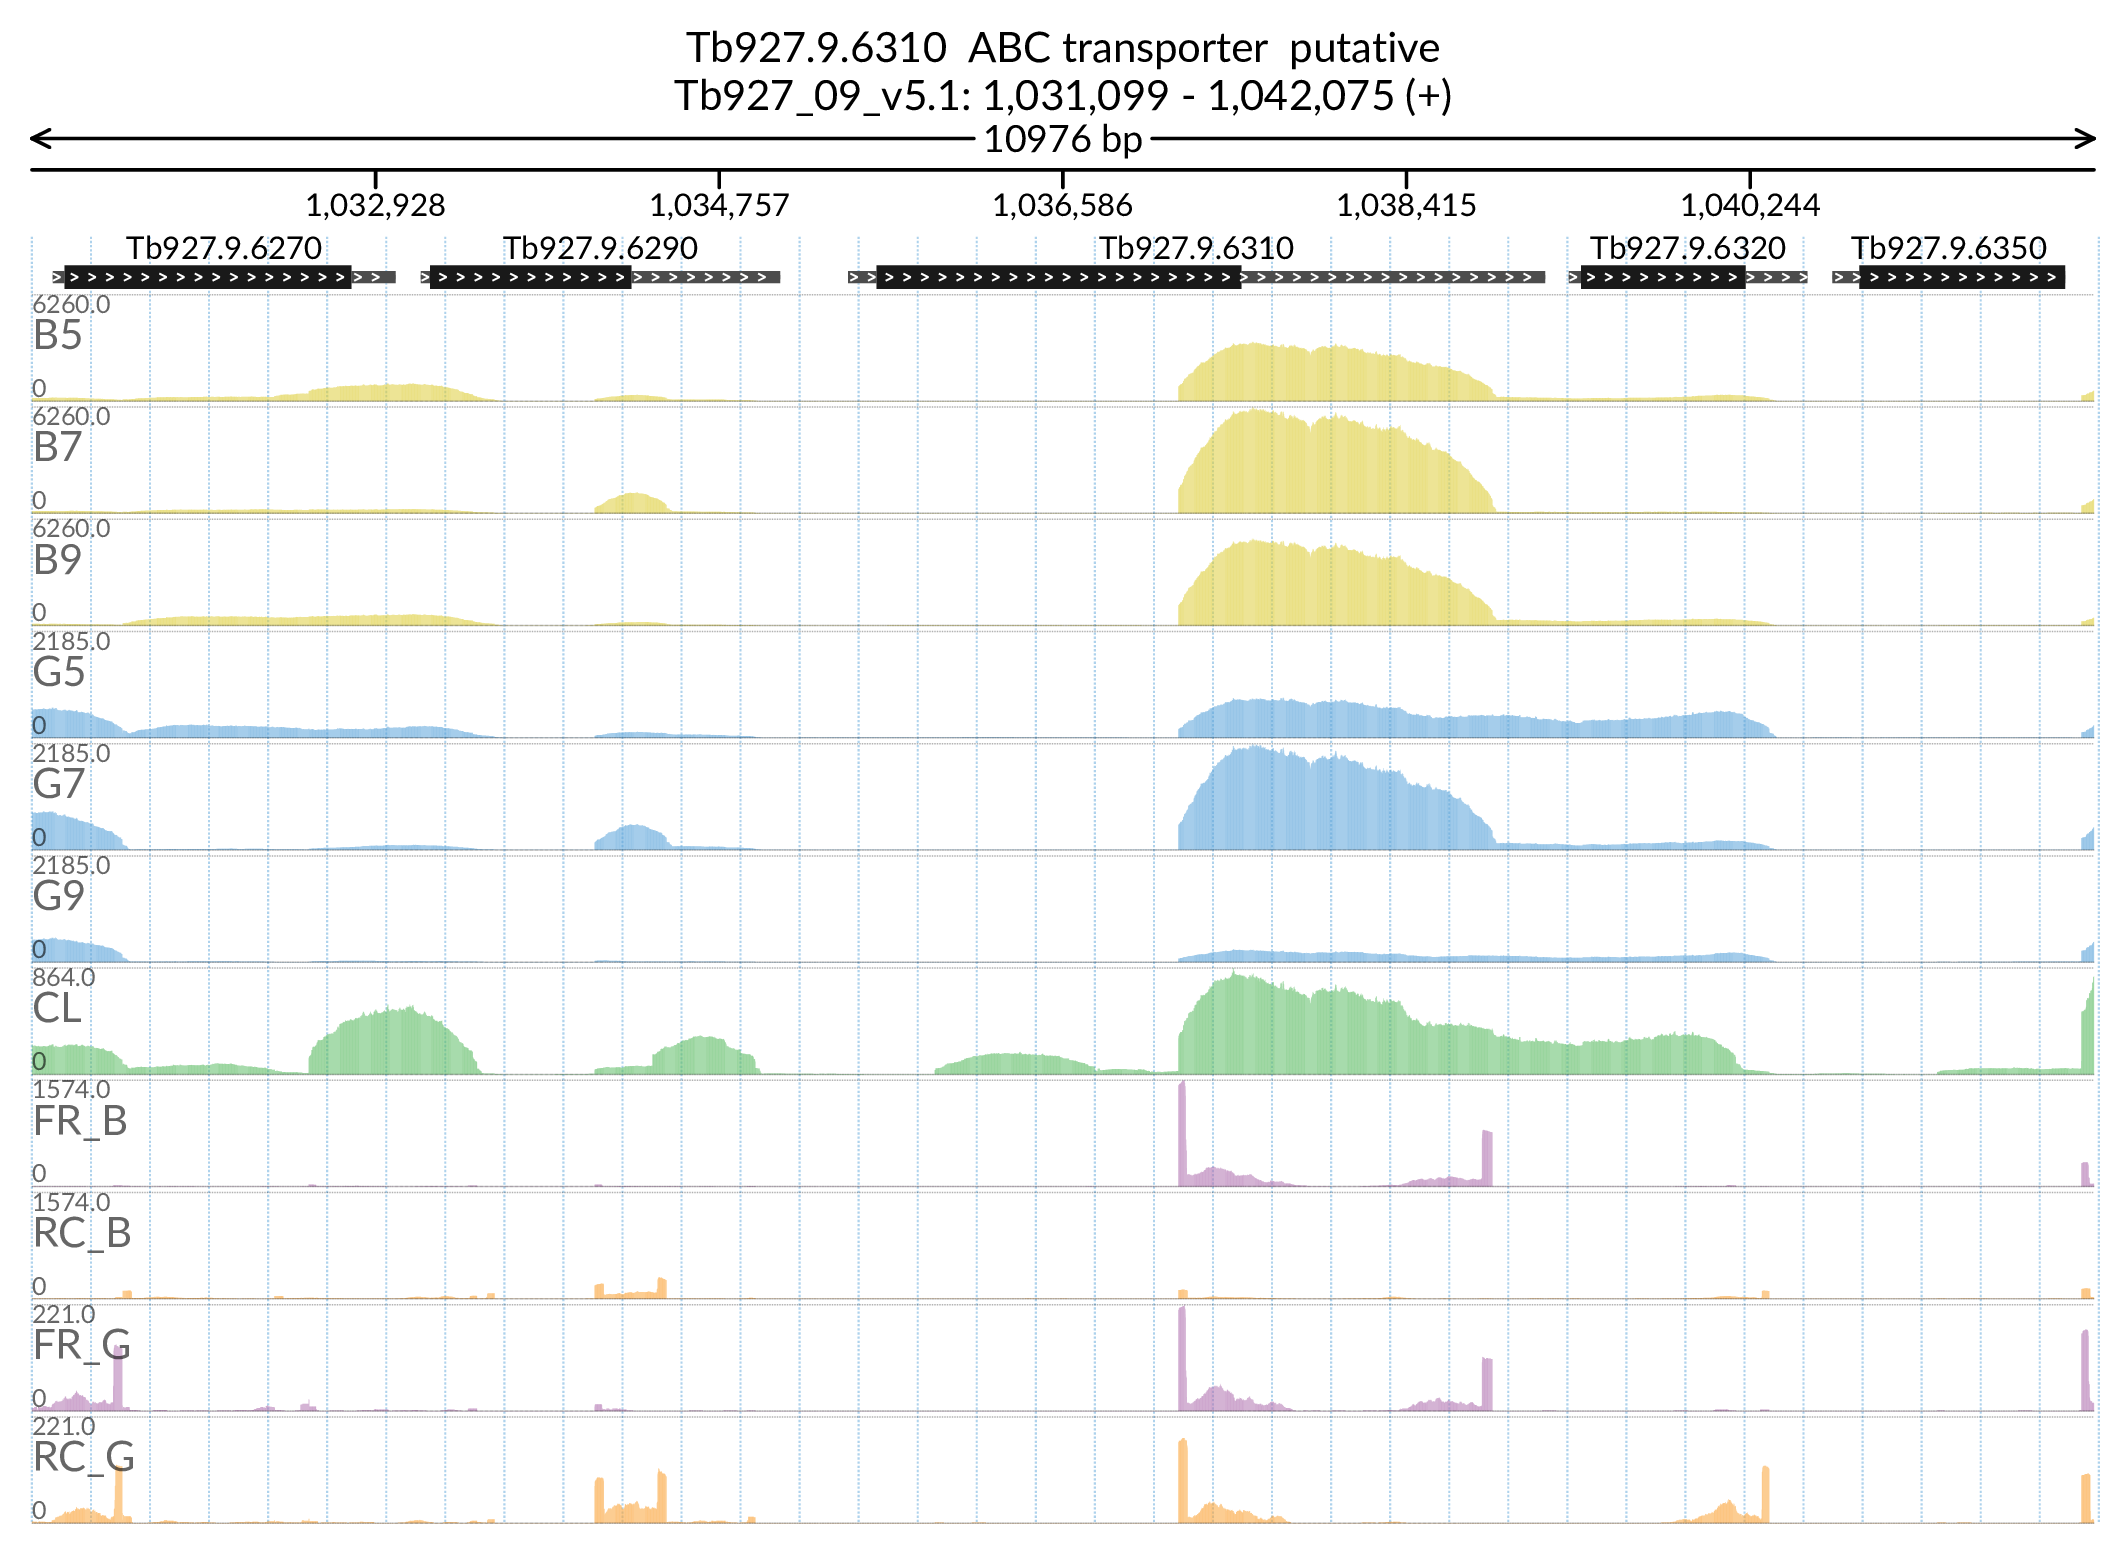 Tb927.9.6310  ABC transporter  putative
Tb927_09_v5.1: 1,031,099 - 1,042,075 (+)
10976 bp
1,032,928 1,034,757 1,036,586 1,038,415 1,040,244
Tb927.9.6270 Tb927.9.6290 Tb927.9.6310 Tb927.9.6320 Tb927.9.6350
6260.0
B5
0
6260.0
B7
0
6260.0
B9
0
2185.0
G5
0
2185.0
G7
0
2185.0
G9
0
864.0
CL
0
1574.0
FR_B
0
1574.0
RC_B
0
221.0
FR_G
0
221.0
RC_G
0